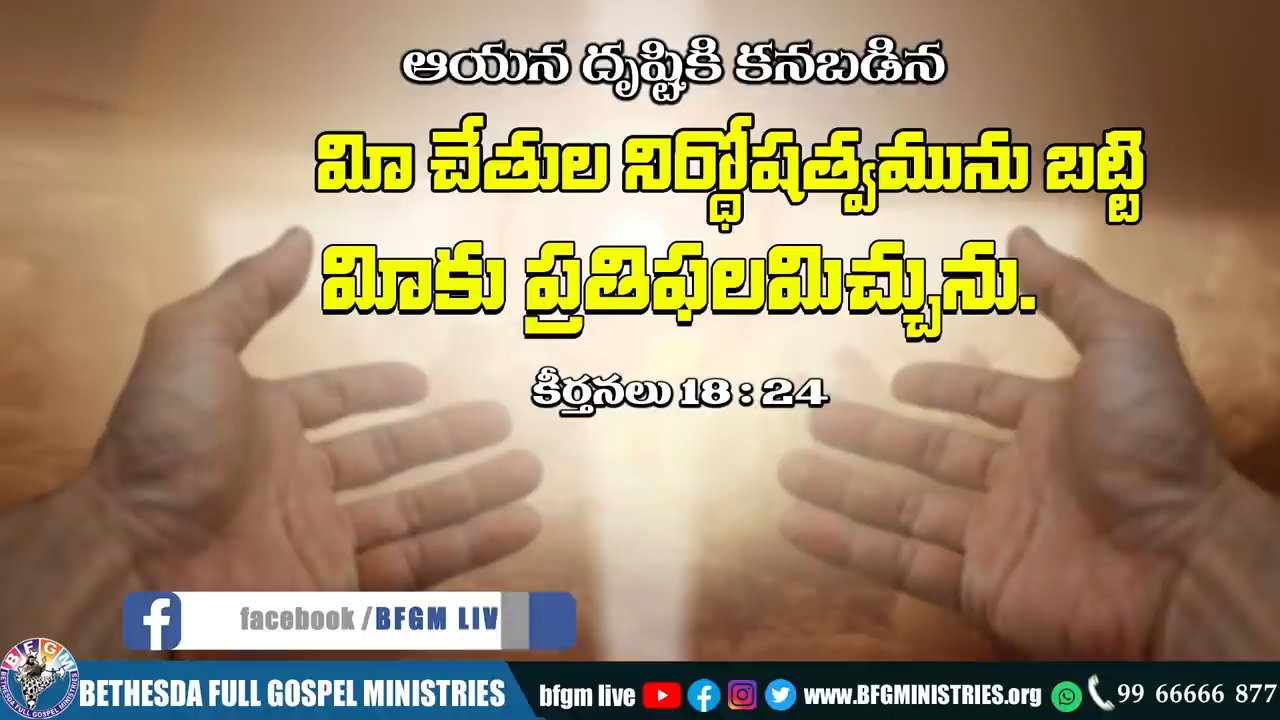 ఆయన దృష్టికి కనబడిన
మీ చేతుల నిర్ధోషత్వమును బట్టి
మీకు ప్రతిఫలమిచ్చును.
కీర్తనలు 18 : 24
facebook /BFGM LIV
BFGM
BETHESDA FULL GOSPEL MINISTRIES bfgm live www.BFGMINISTRIES.org 99 66666 877